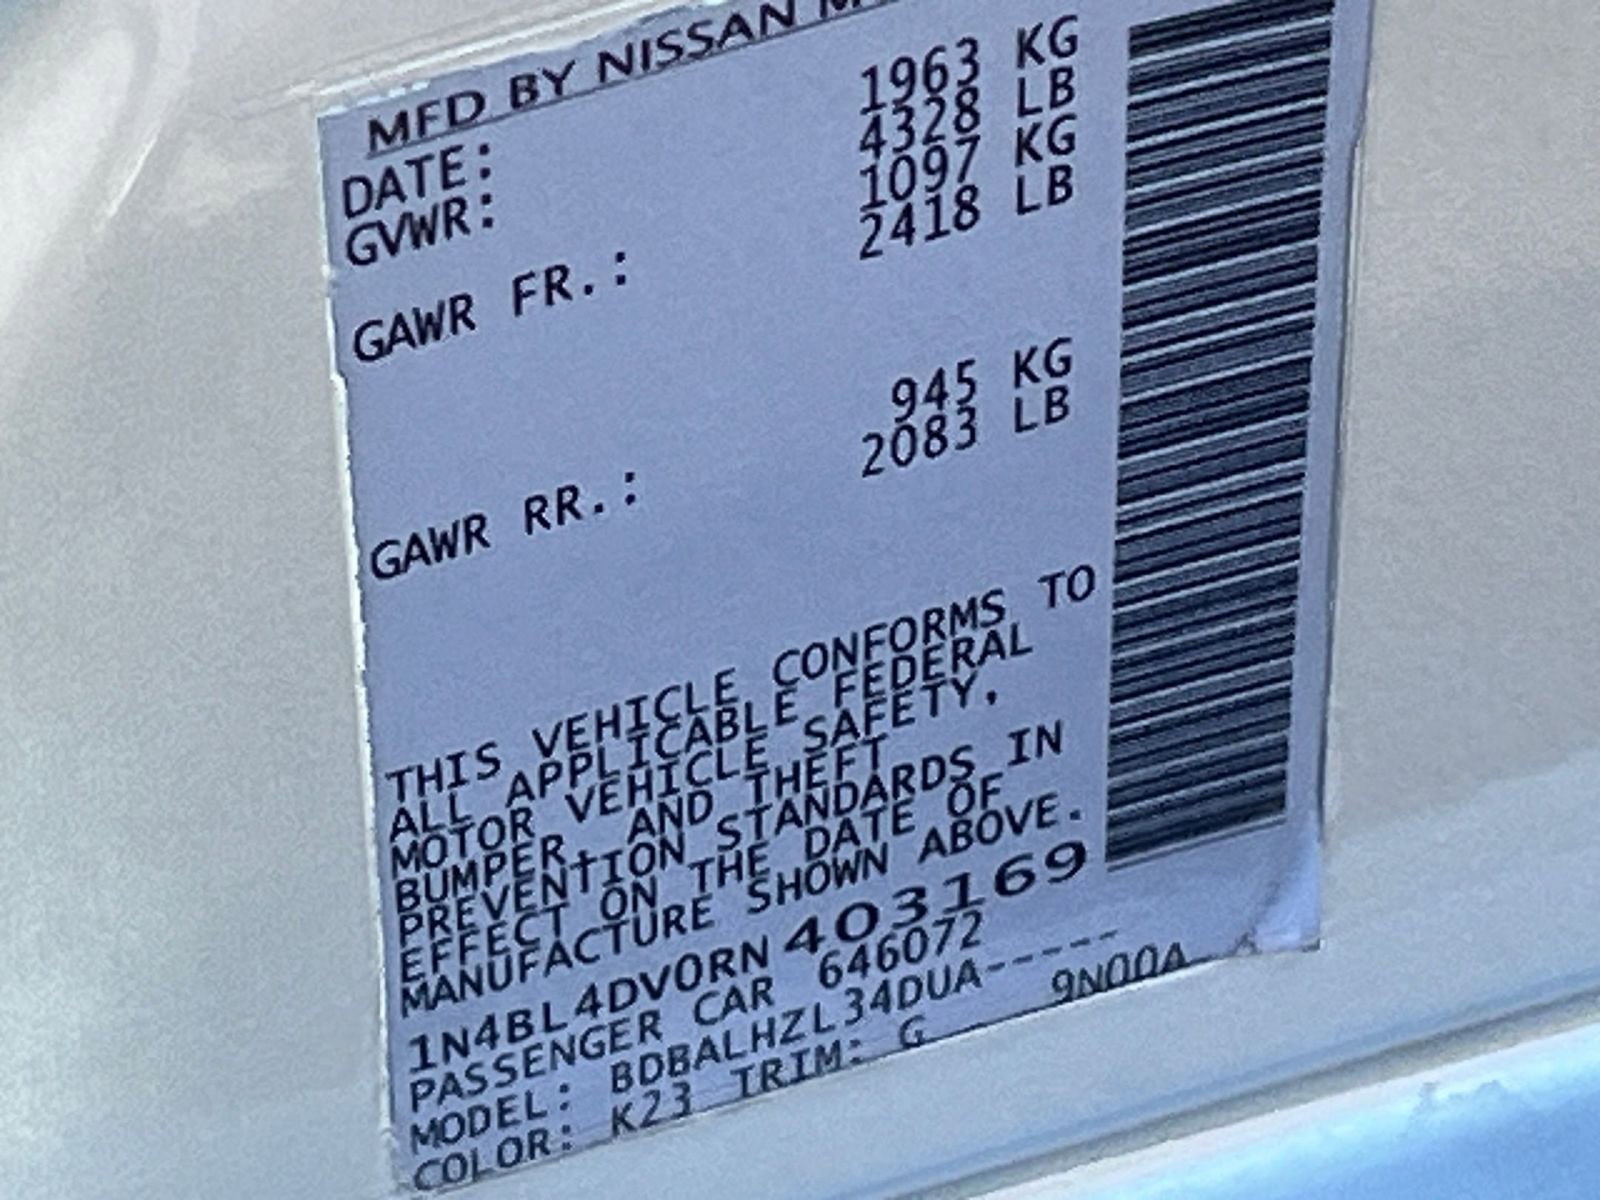 MFD BY NISSAN
DATE:
GVWR: 1963 KG
4328 LB
GAWR FR.: 1097 KG
2418 LB
GAWR RR.: 945 KG
2083 LB
THIS VEHICLE CONFORMS TO
ALL APPLICABLE FEDERAL
MOTOR VEHICLE SAFETY,
BUMPER, AND THEFT
PREVENTION STANDARDS IN
EFFECT ON THE DATE OF
MANUFACTURE SHOWN ABOVE.
1N4BL4DV0RN403169
PASSENGER CAR 646072
MODEL: BDBALHZL34DUA------
COLOR: K23 TRIM: G 9N00A